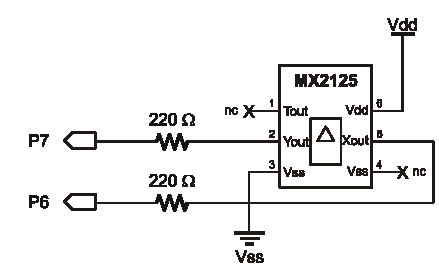 Vdd
MX2125
nc X 1 Tout Vdd 6
220 Ω
P7 2 Yout Xout 5
3 Vss Vss 4 X nc
220 Ω
P6
Vss